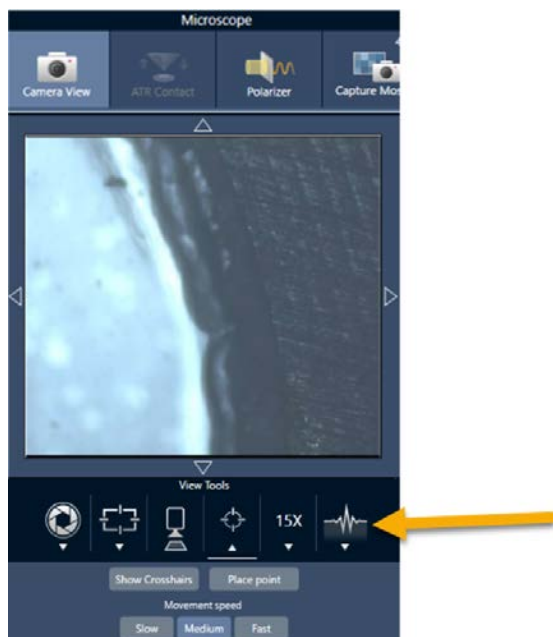 Microscope
Camera View ATR Contact Polarizer Capture Mos
View Tools
15X
Show Crosshairs Place point
Movement speed
Slow Medium Fast